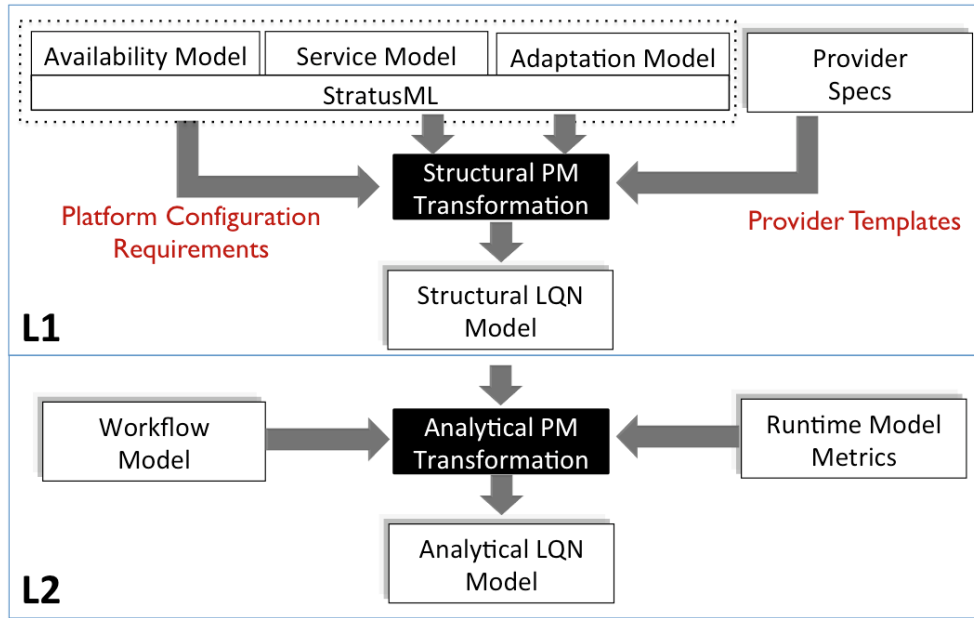 Availability Model
Service Model
Adaptation Model
StratusML
Provider
Specs
Structural PM
Transformation
Platform Configuration
Requirements
Provider Templates
Structural LQN
Model
L1
Workflow
Model
Analytical PM
Transformation
Runtime Model
Metrics
Analytical LQN
Model
L2